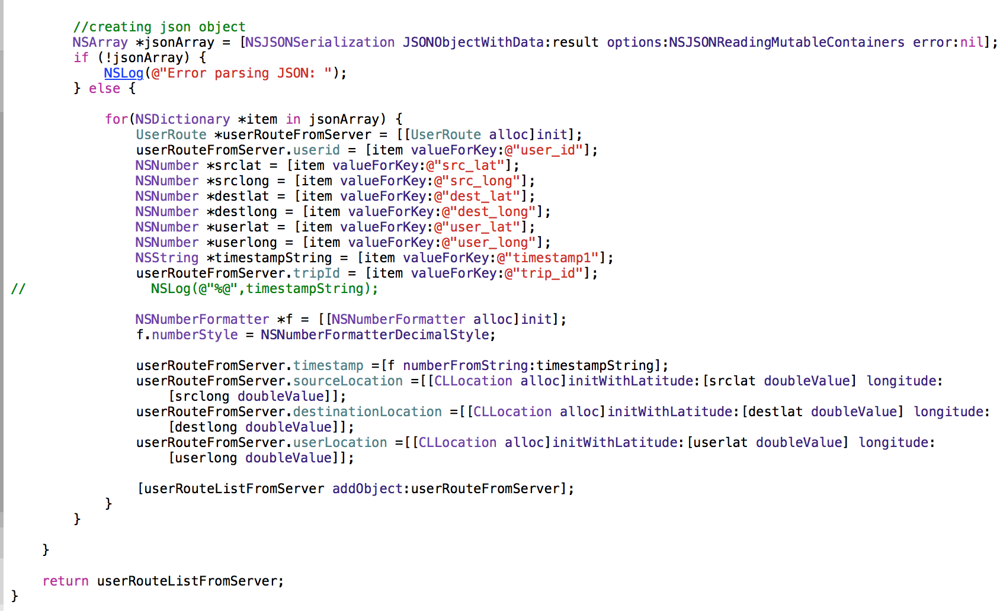 //creating json object
NSArray *jsonArray = [NSJSONSerialization JSONObjectWithData:result options:NSJSONReadingMutableContainers error:nil];
if (!jsonArray) {
NSLog(@"Error parsing JSON: ");
} else {
for(NSDictionary *item in jsonArray) {
UserRoute *userRouteFromServer = [[UserRoute alloc]init];
userRouteFromServer.userid = [item valueForKey:@"user_id"];
NSNumber *srclat = [item valueForKey:@"src_lat"];
NSNumber *srclong = [item valueForKey:@"src_long"];
NSNumber *destlat = [item valueForKey:@"dest_lat"];
NSNumber *destlong = [item valueForKey:@"dest_long"];
NSNumber *userlat = [item valueForKey:@"user_lat"];
NSNumber *userlong = [item valueForKey:@"user_long"];
NSString *timestampString = [item valueForKey:@"timestamp1"];
userRouteFromServer.tripId = [item valueForKey:@"trip_id"];
// NSLog(@"%@",timestampString);
NSNumberFormatter *f = [[NSNumberFormatter alloc]init];
f.numberStyle = NSNumberFormatterDecimalStyle;
userRouteFromServer.timestamp =[f numberFromString:timestampString];
userRouteFromServer.sourceLocation =[[CLLocation alloc]initWithLatitude:[srclat doubleValue] longitude:
[srclong doubleValue]];
userRouteFromServer.destinationLocation =[[CLLocation alloc]initWithLatitude:[destlat doubleValue] longitude:
[destlong doubleValue]];
userRouteFromServer.userLocation =[[CLLocation alloc]initWithLatitude:[userlat doubleValue] longitude:
[userlong doubleValue]];
[userRouteListFromServer addObject:userRouteFromServer];
}
}
}
return userRouteListFromServer;
}